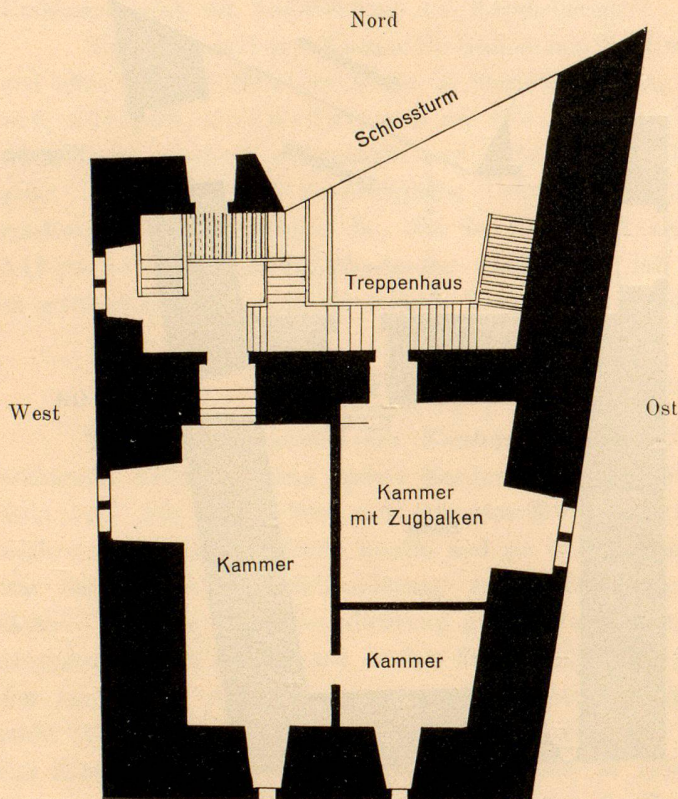 Nord
Schlossturm
Treppenhaus
West
Ost
Kammer
mit Zugbalken
Kammer
Kammer